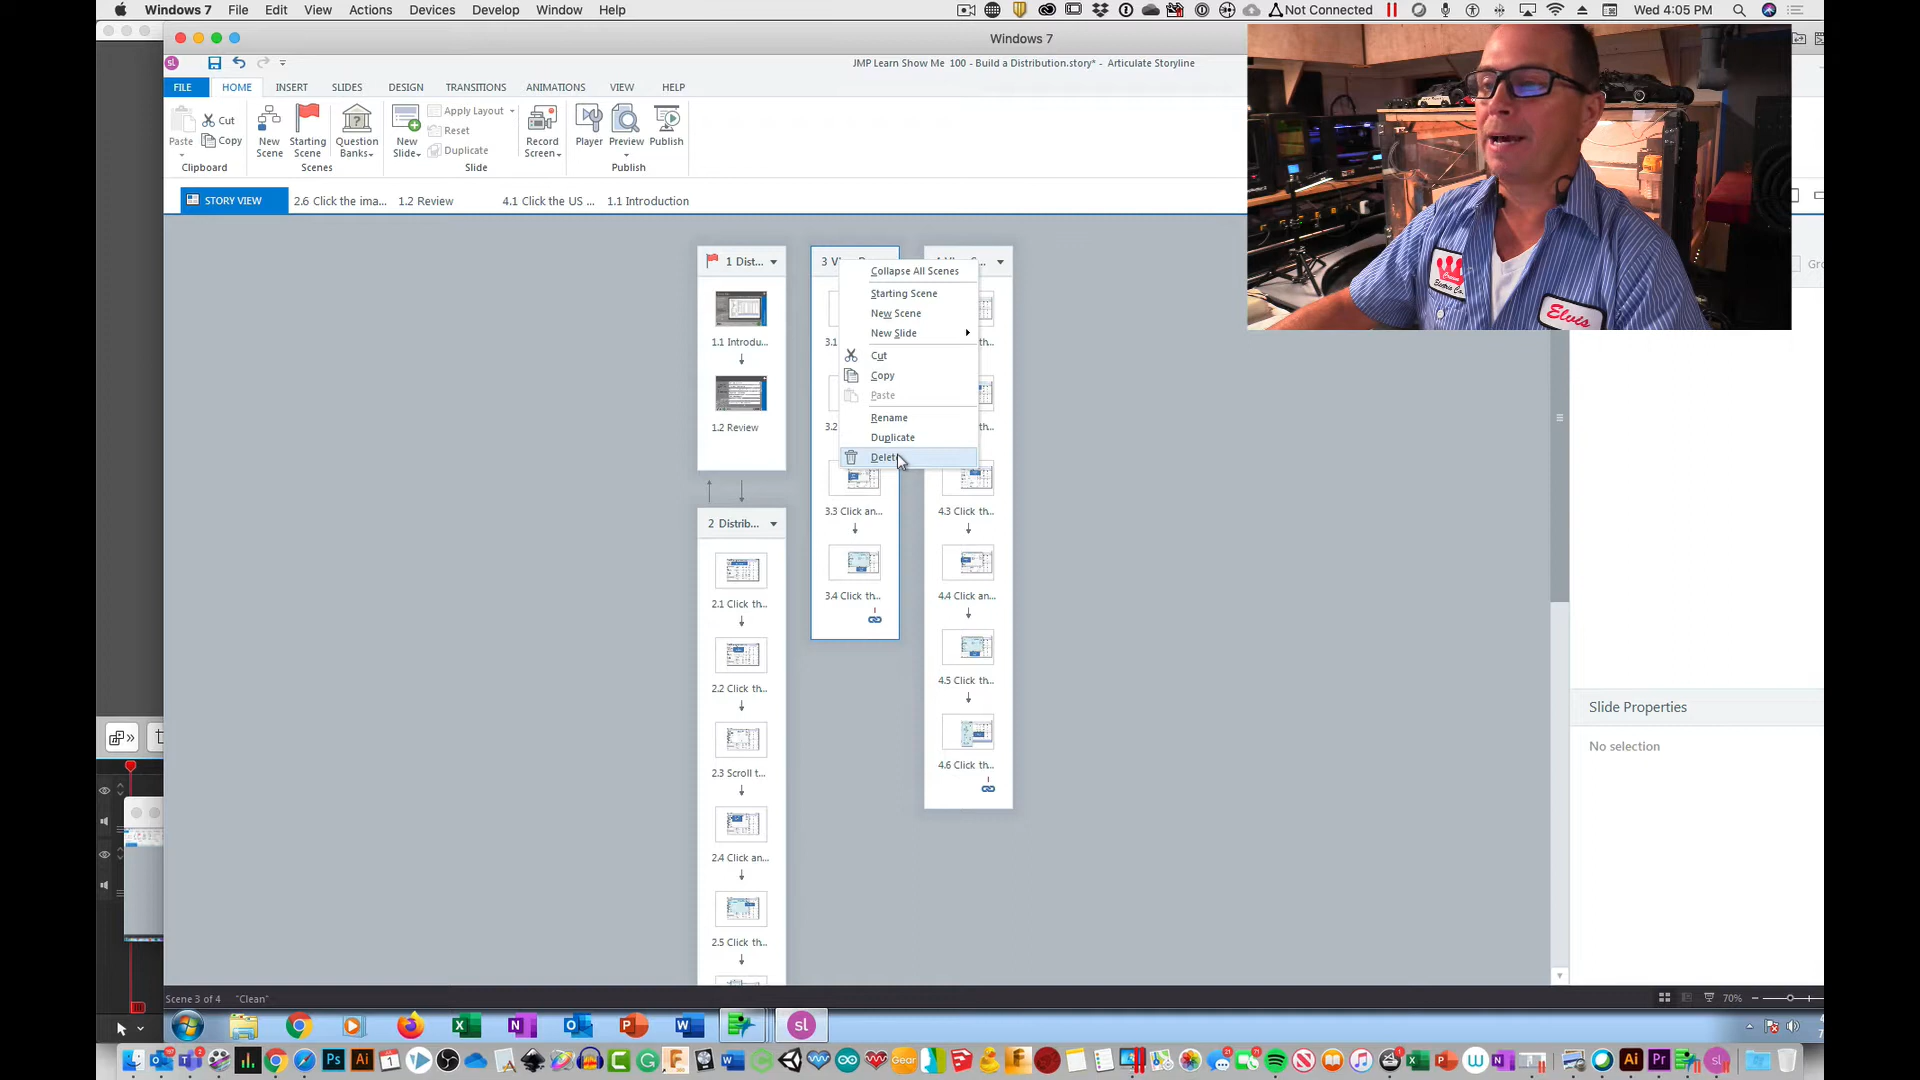 Windows 7 File Edit View Actions Devices Develop Window Help
Not Connected
Wed 4:05 PM
Windows 7
JMP Learn Show Me 100 - Build a Distribution.story* - Articulate Storyline
FILE HOME INSERT SLIDES DESIGN TRANSITIONS ANIMATIONS VIEW HELP
Paste
Cut
Copy
Clipboard
New Scene
Starting Scene
Question Banks
Scenes
New Slide
Apply Layout
Reset
Duplicate
Slide
Record Screen
Player
Preview
Publish
Publish
STORY VIEW
2.6 Click the ima...
1.2 Review
4.1 Click the US ...
1.1 Introduction
1 Dist...
1.1 Introdu...
1.2 Review
2 Distrib...
2.1 Click th...
2.2 Click th...
2.3 Scroll t...
2.4 Click an...
2.5 Click th...
Collapse All Scenes
Starting Scene
New Scene
New Slide
Cut
Copy
Paste
Rename
Duplicate
Delete
3.3 Click an...
3.4 Click th...
4.3 Click th...
4.4 Click an...
4.5 Click th...
4.6 Click th...
Crown
Electric Co.
Elvis
Slide Properties
No selection
Scene 3 of 4
"Clean"
70%